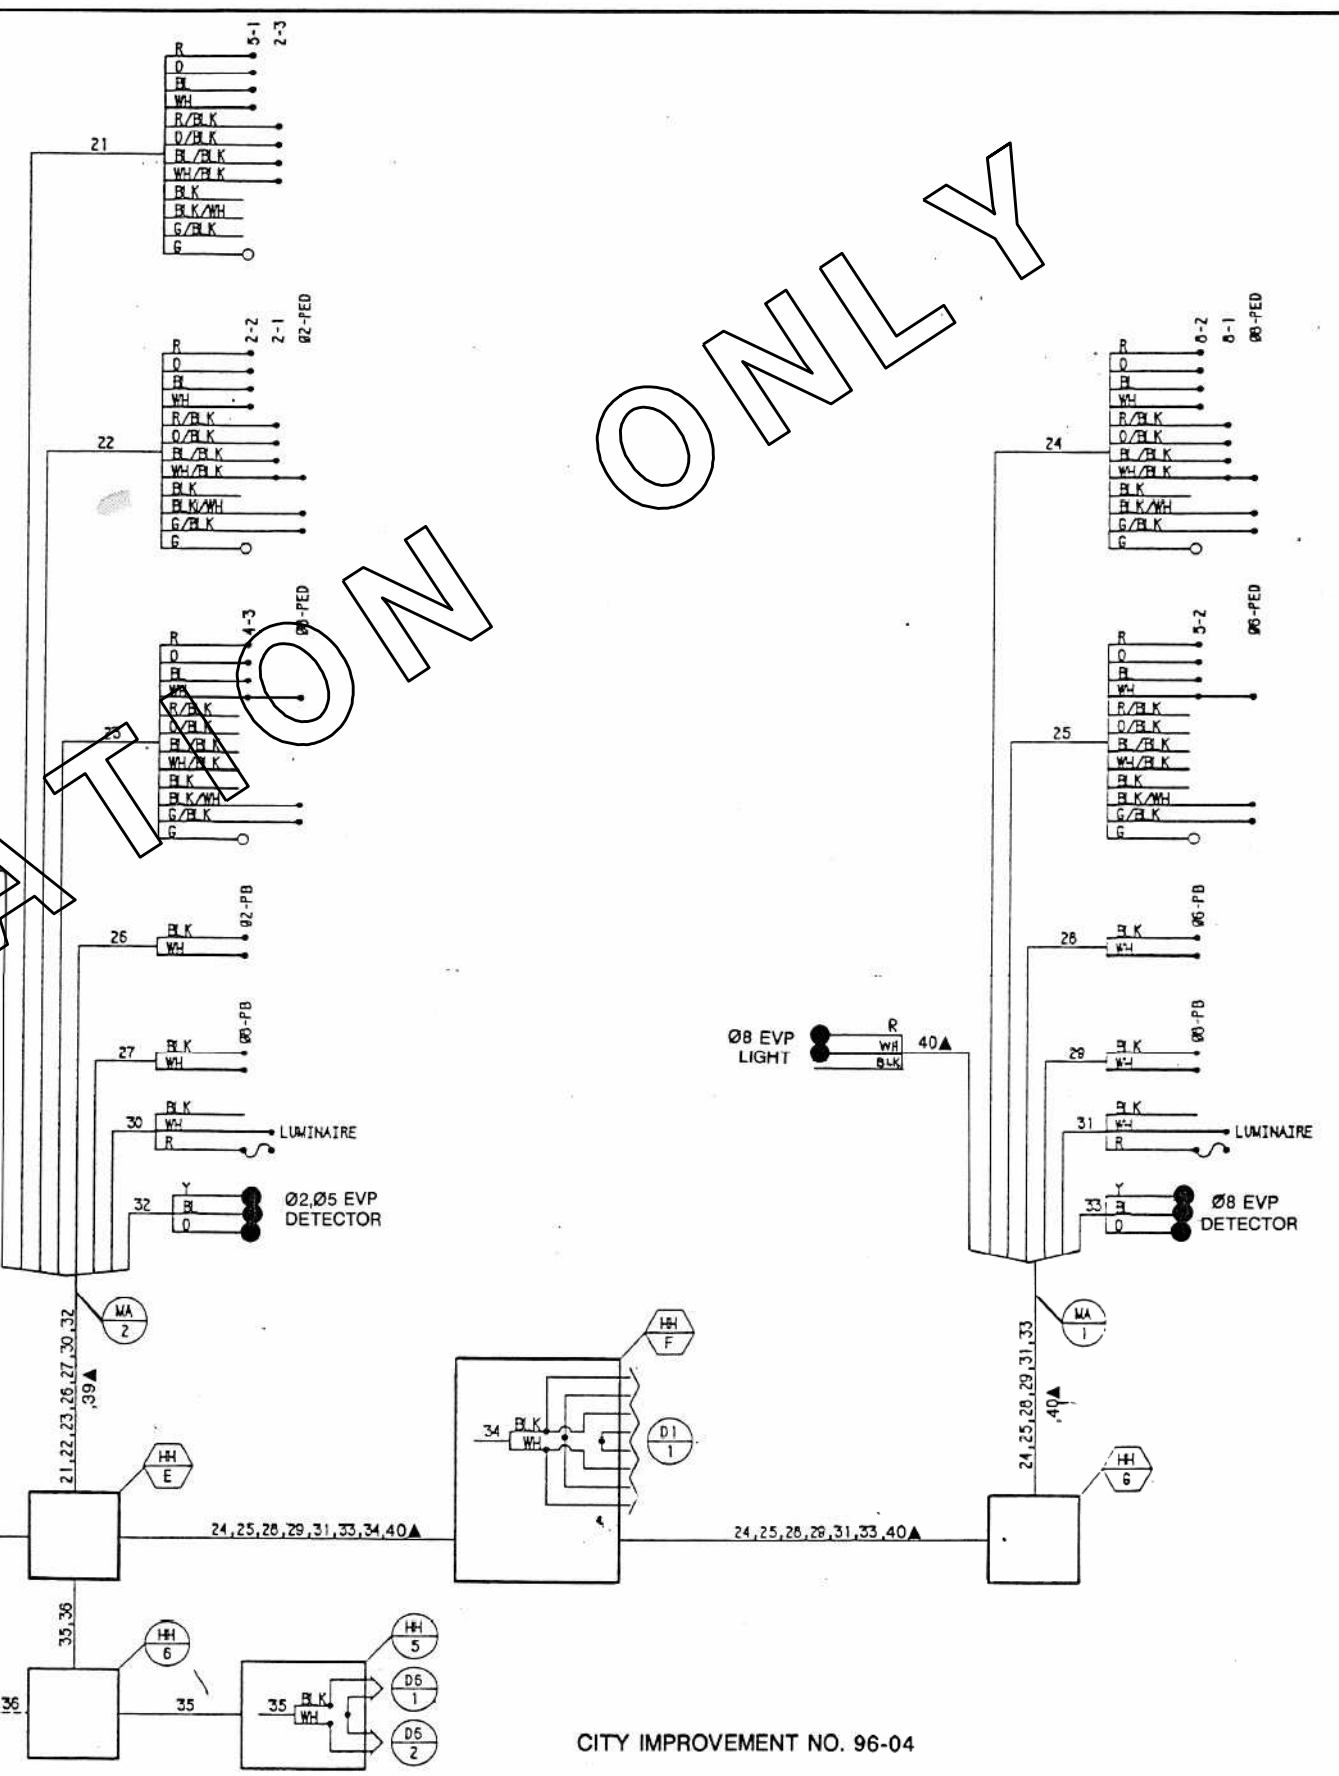 5-1
2-3
R
O
BL
WH
R/BLK
O/BLK
BL/BLK
WH/BLK
BLK
BLK/WH
G/BLK
G
21
2-2
2-1
Ø2-PED
R
O
BL
WH
R/BLK
O/BLK
BL/BLK
WH/BLK
BLK
BLK/WH
G/BLK
G
22
4-3
R
O
BL
WH
R/BLK
O/BLK
BL/BLK
WH/BLK
BLK
BLK/WH
G/BLK
G
23
26
BLK
WH
Ø2-PB
27
BLK
WH
30
BLK
WH
R
LUMINAIRE
32
Y
BL
O
Ø2,Ø5 EVP
DETECTOR
MA
2
21,22,23,26,27,30,32
,39▲
ATION ONLY
8-2
8-1
Ø8-PED
R
O
BL
WH
R/BLK
O/BLK
BL/BLK
WH/BLK
BLK
BLK/WH
G/BLK
G
24
5-2
Ø6-PED
R
O
BL
WH
R/BLK
O/BLK
BL/BLK
WH/BLK
BLK
BLK/WH
G/BLK
G
25
28
BLK
WH
Ø6-PB
29
BLK
WH
Ø8-PB
Ø8 EVP
LIGHT
R
WH
BLK
40▲
31
BLK
WH
R
LUMINAIRE
33
Y
BL
O
Ø8 EVP
DETECTOR
MA
1
24,25,28,29,31,33
,40▲
HH
E
HH
F
HH
G
34
BLK
WH
D1
1
24,25,28,29,31,33,34,40▲
24,25,28,29,31,33,40▲
35,36
HH
6
HH
5
36
35
35
BLK
WH
D5
1
D5
2
CITY IMPROVEMENT NO. 96-04